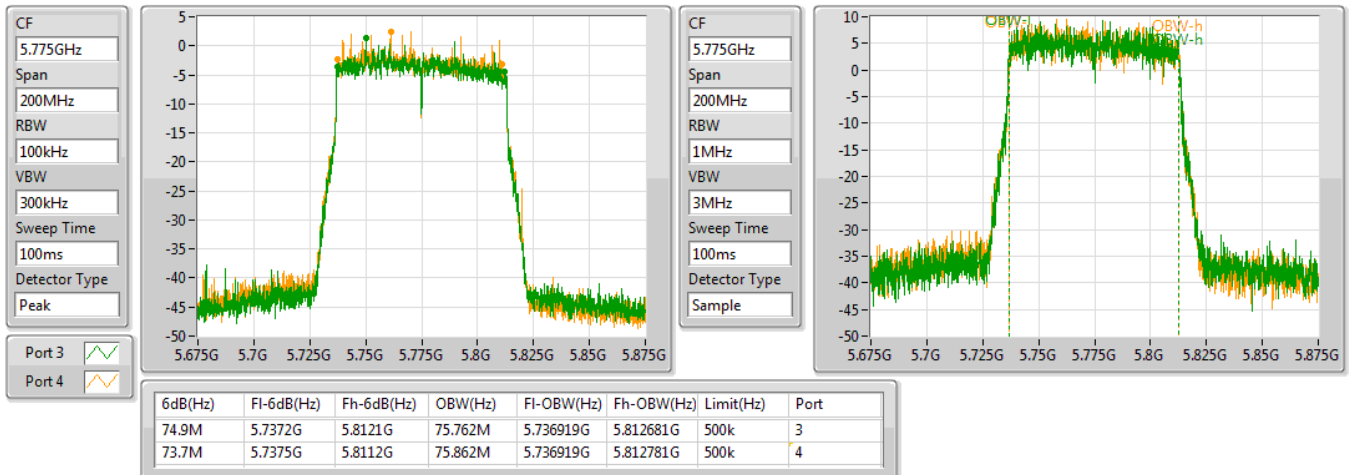 CF
5.775GHz
Span
200MHz
RBW
100kHz
VBW
300kHz
Sweep Time
100ms
Detector Type
Peak
Port 3
Port 4
5
0
-5
-10
-15
-20
-25
-30
-35
-40
-45
-50
5.675G 5.7G 5.725G 5.75G 5.775G 5.8G 5.825G 5.85G 5.875G
CF
5.775GHz
Span
200MHz
RBW
1MHz
VBW
3MHz
Sweep Time
100ms
Detector Type
Sample
10
5
0
-5
-10
-15
-20
-25
-30
-35
-40
-45
-50
OBW-h
5.675G 5.7G 5.725G 5.75G 5.775G 5.8G 5.825G 5.85G 5.875G
6dB(Hz) Fl-6dB(Hz) Fh-6dB(Hz) OBW(Hz) Fl-OBW(Hz) Fh-OBW(Hz) Limit(Hz) Port
74.9M 5.7372G 5.8121G 75.762M 5.736919G 5.812681G 500k 3
73.7M 5.7375G 5.8112G 75.862M 5.736919G 5.812781G 500k 4